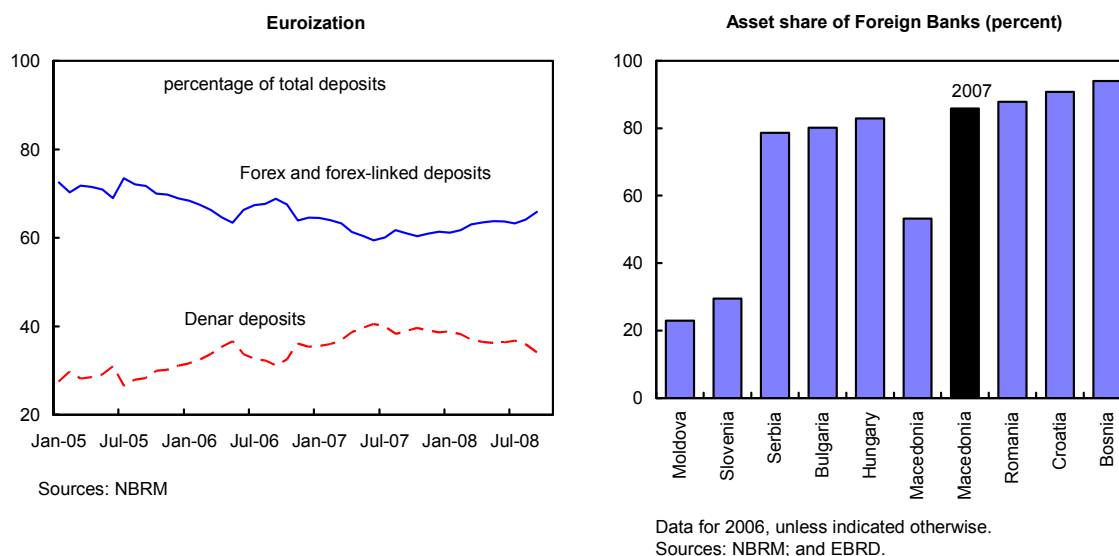 Euroization
100
percentage of total deposits
80
Forex and forex-linked deposits
60
40
Denar deposits
20
Jan-05 Jul-05 Jan-06 Jul-06 Jan-07 Jul-07 Jan-08 Jul-08
Sources: NBRM
Asset share of Foreign Banks (percent)
100
2007
80
60
40
20
0
Moldova
Slovenia
Serbia
Bulgaria
Hungary
Macedonia
Macedonia
Romania
Croatia
Bosnia
Data for 2006, unless indicated otherwise.
Sources: NBRM; and EBRD.